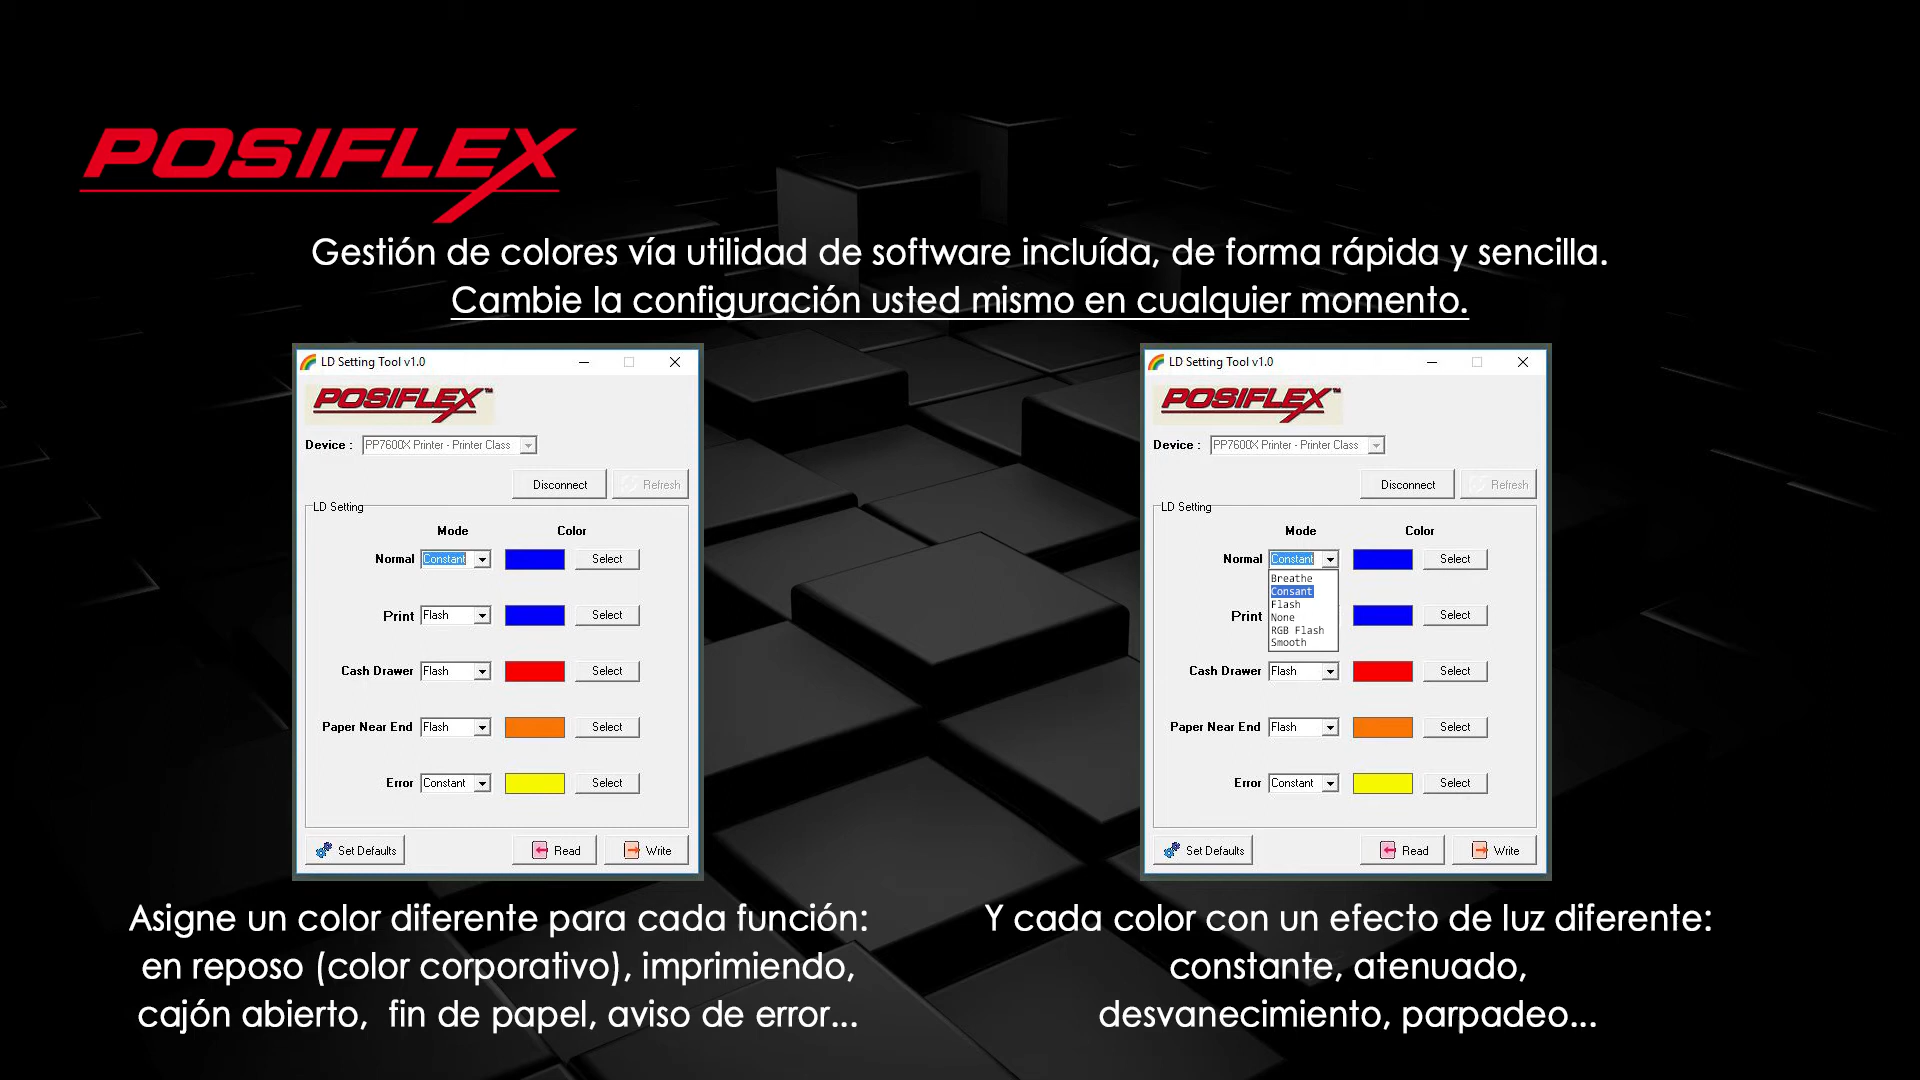 POSIFLEX
Gestión de colores vía utilidad de software incluída, de forma rápida y sencilla.
Cambie la configuración usted mismo en cualquier momento.
LD Setting Tool v1.0
POSIFLEX™
Device : PP7600X Printer - Printer Class
Disconnect Refresh
LD Setting
Mode Color
Normal Constant Select
Print Flash Select
Cash Drawer Flash Select
Paper Near End Flash Select
Error Constant Select
Set Defaults Read Write
LD Setting Tool v1.0
POSIFLEX™
Device : PP7600X Printer - Printer Class
Disconnect Refresh
LD Setting
Mode Color
Normal Constant Select
Breathe
Consant
Flash
Print None Select
RGB Flash
Smooth
Cash Drawer Flash Select
Paper Near End Flash Select
Error Constant Select
Set Defaults Read Write
Asigne un color diferente para cada función:
en reposo (color corporativo), imprimiendo,
cajón abierto,  fin de papel, aviso de error...
Y cada color con un efecto de luz diferente:
constante, atenuado,
desvanecimiento, parpadeo...